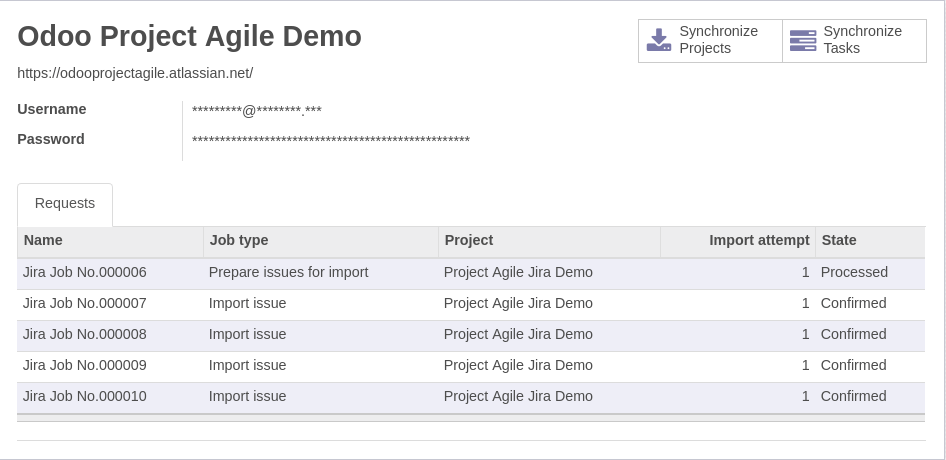 Odoo Project Agile Demo
Synchronize Projects
Synchronize Tasks
https://odooprojectagile.atlassian.net/
Username *********@********.***
Password **************************************************
Requests
Name Job type Project Import attempt State
Jira Job No.000006 Prepare issues for import Project Agile Jira Demo 1 Processed
Jira Job No.000007 Import issue Project Agile Jira Demo 1 Confirmed
Jira Job No.000008 Import issue Project Agile Jira Demo 1 Confirmed
Jira Job No.000009 Import issue Project Agile Jira Demo 1 Confirmed
Jira Job No.000010 Import issue Project Agile Jira Demo 1 Confirmed